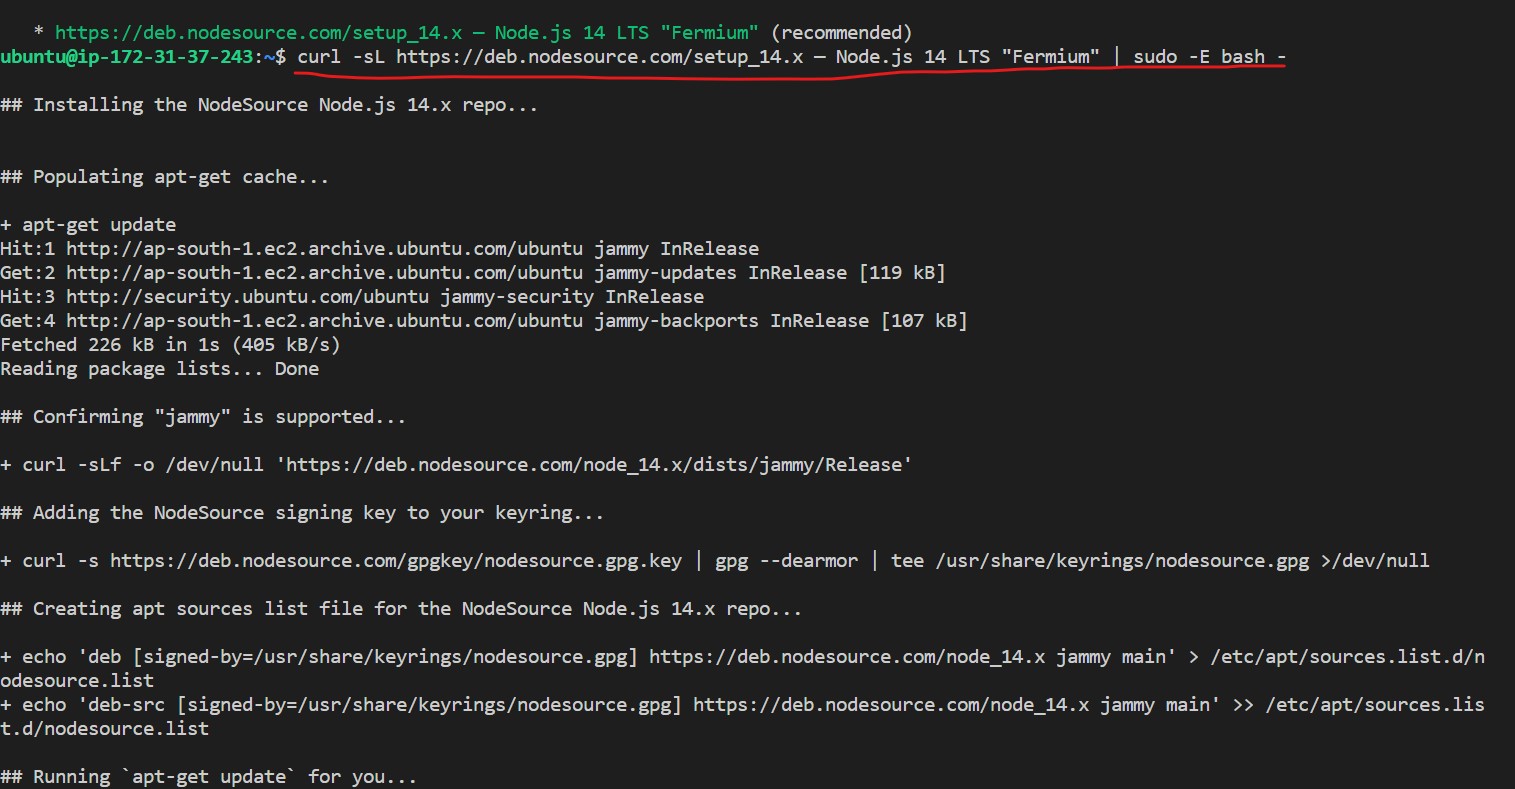 * https://deb.nodesource.com/setup_14.x — Node.js 14 LTS "Fermium" (recommended)
ubuntu@ip-172-31-37-243:~$ curl -sL https://deb.nodesource.com/setup_14.x — Node.js 14 LTS "Fermium" | sudo -E bash -
## Installing the NodeSource Node.js 14.x repo...
## Populating apt-get cache...
+ apt-get update
Hit:1 http://ap-south-1.ec2.archive.ubuntu.com/ubuntu jammy InRelease
Get:2 http://ap-south-1.ec2.archive.ubuntu.com/ubuntu jammy-updates InRelease [119 kB]
Hit:3 http://security.ubuntu.com/ubuntu jammy-security InRelease
Get:4 http://ap-south-1.ec2.archive.ubuntu.com/ubuntu jammy-backports InRelease [107 kB]
Fetched 226 kB in 1s (405 kB/s)
Reading package lists... Done
## Confirming "jammy" is supported...
+ curl -sLf -o /dev/null 'https://deb.nodesource.com/node_14.x/dists/jammy/Release'
## Adding the NodeSource signing key to your keyring...
+ curl -s https://deb.nodesource.com/gpgkey/nodesource.gpg.key | gpg --dearmor | tee /usr/share/keyrings/nodesource.gpg >/dev/null
## Creating apt sources list file for the NodeSource Node.js 14.x repo...
+ echo 'deb [signed-by=/usr/share/keyrings/nodesource.gpg] https://deb.nodesource.com/node_14.x jammy main' > /etc/apt/sources.list.d/n
odesource.list
+ echo 'deb-src [signed-by=/usr/share/keyrings/nodesource.gpg] https://deb.nodesource.com/node_14.x jammy main' >> /etc/apt/sources.lis
t.d/nodesource.list
## Running `apt-get update` for you...